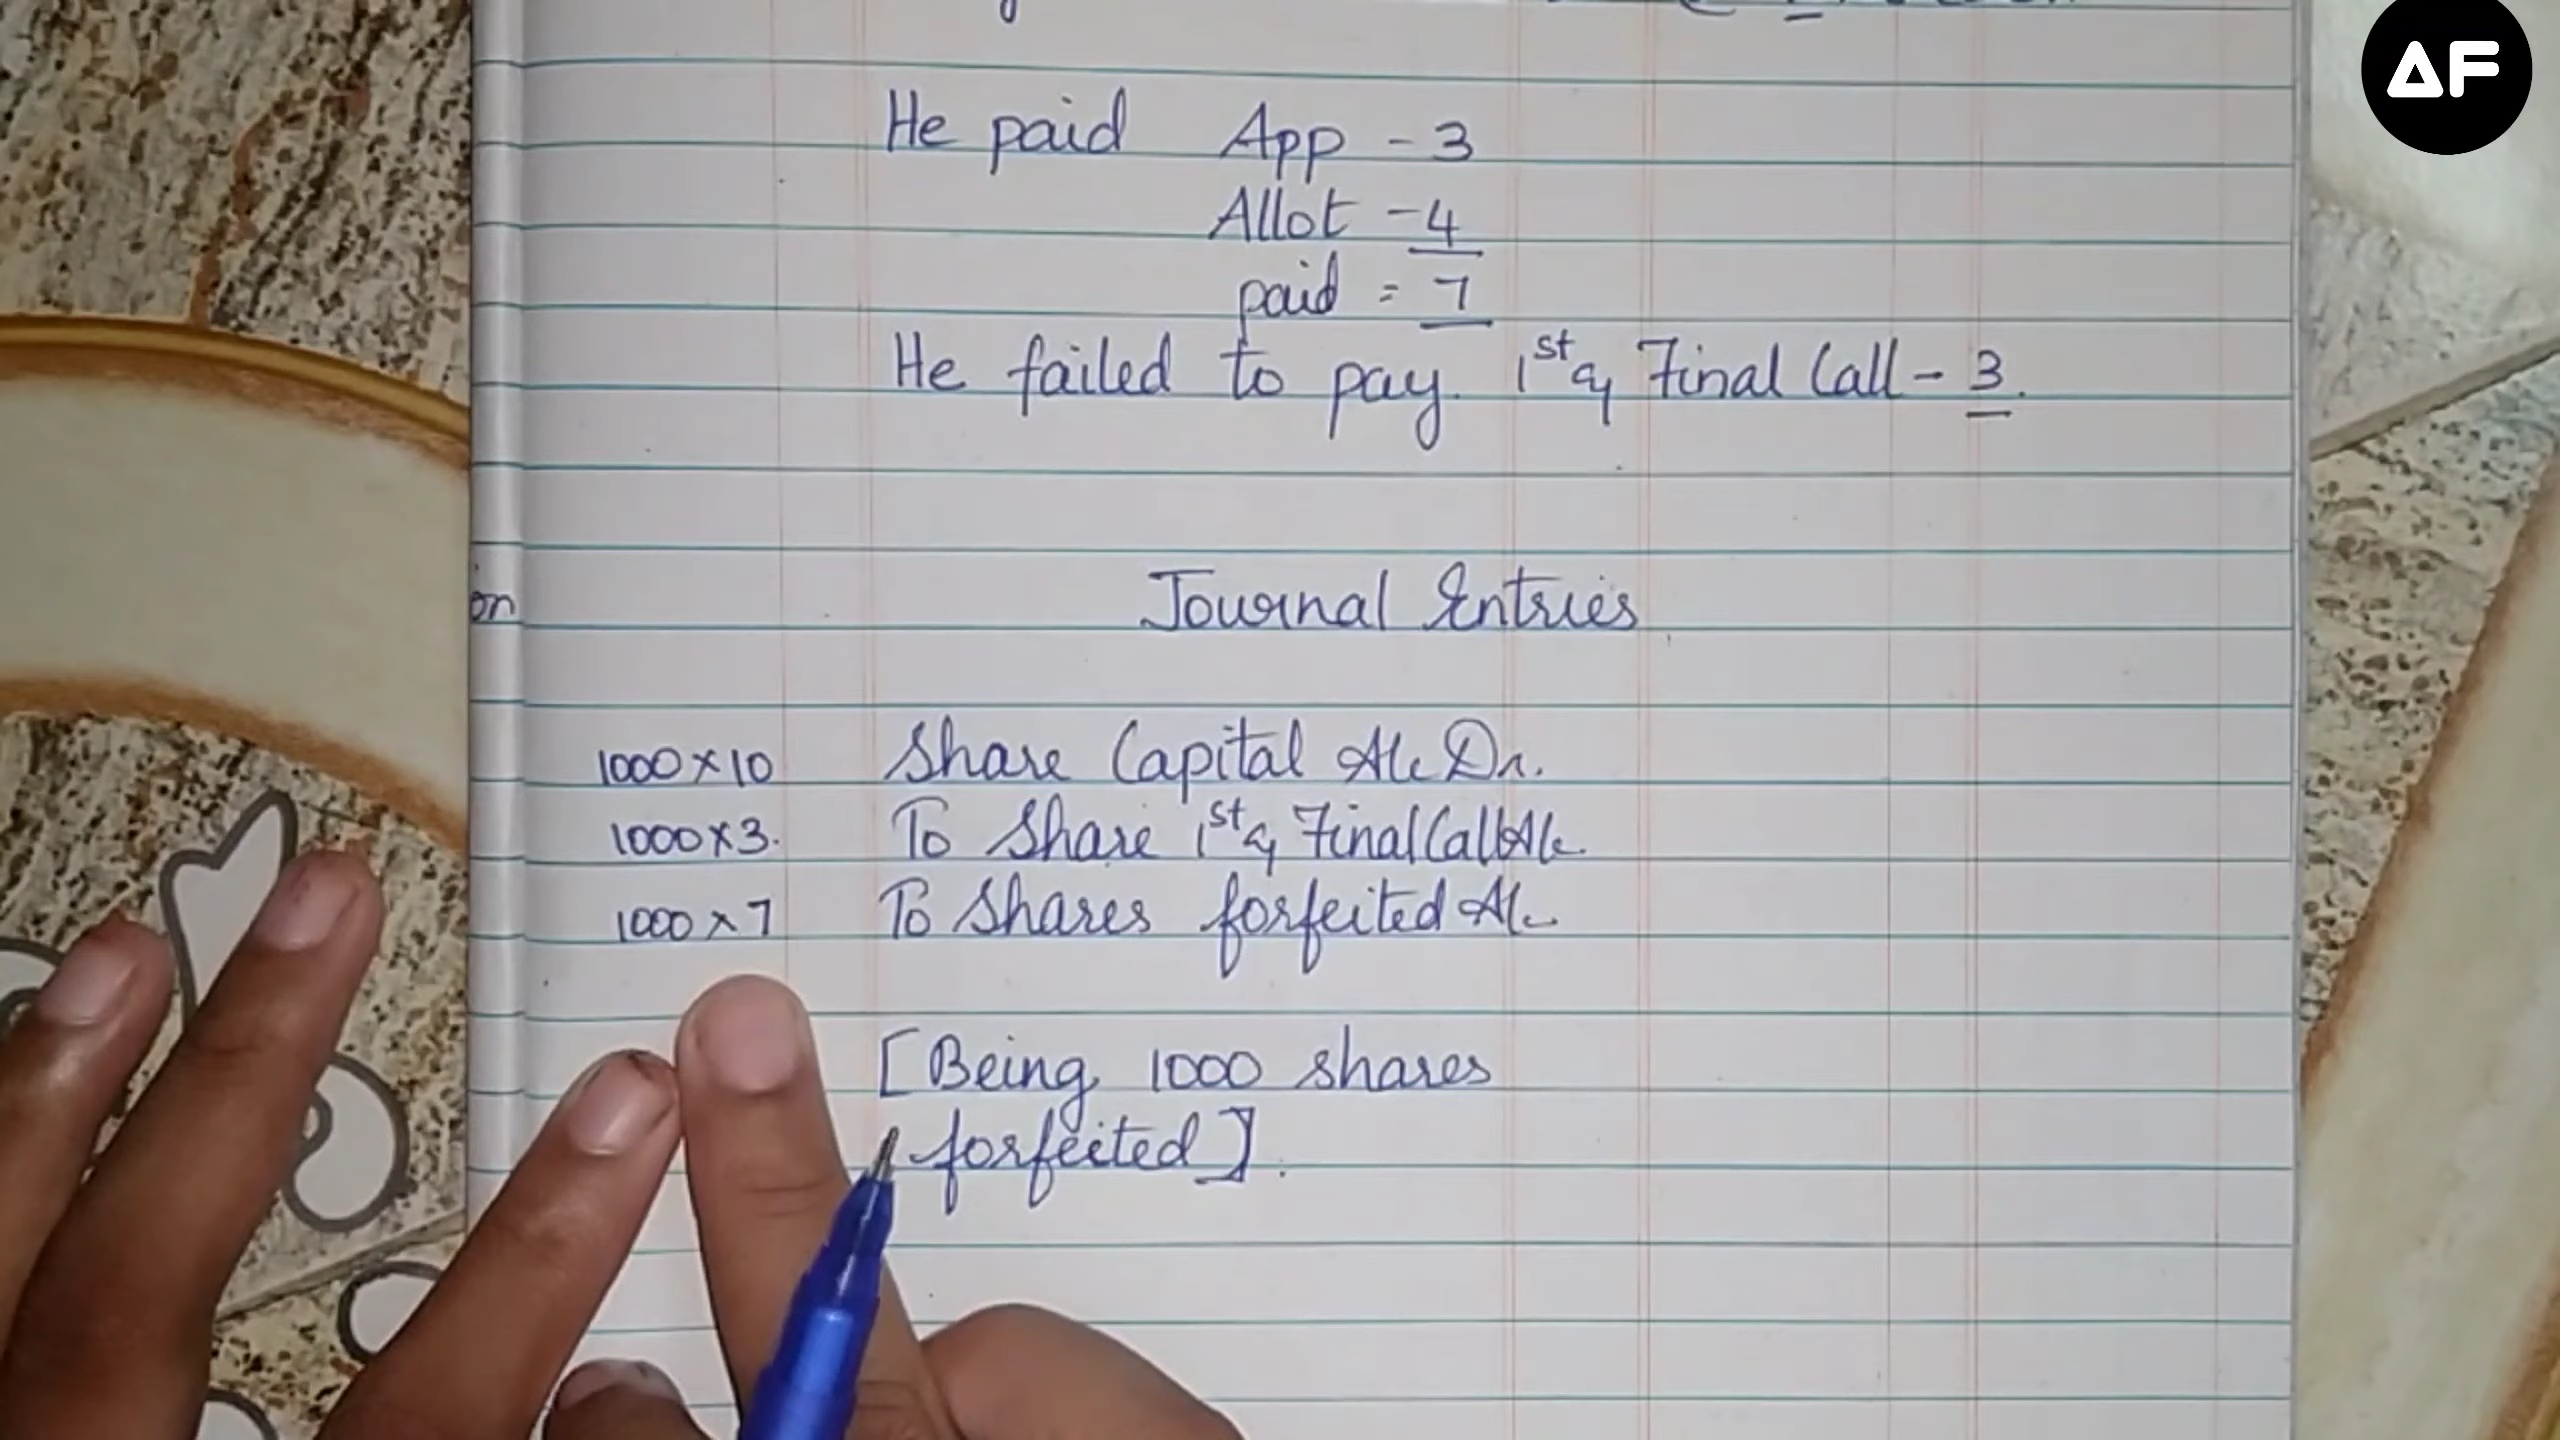 AF
He paid App - 3
Allot - 4
paid = 7
He failed to pay. 1st & Final Call - 3.
on
Journal Entries
1000 × 10 Share Capital A/c Dr.
1000 × 3. To Share 1st & Final Call A/c.
1000 × 7 To Shares forfeited A/c
[Being 1000 shares
forfeited].